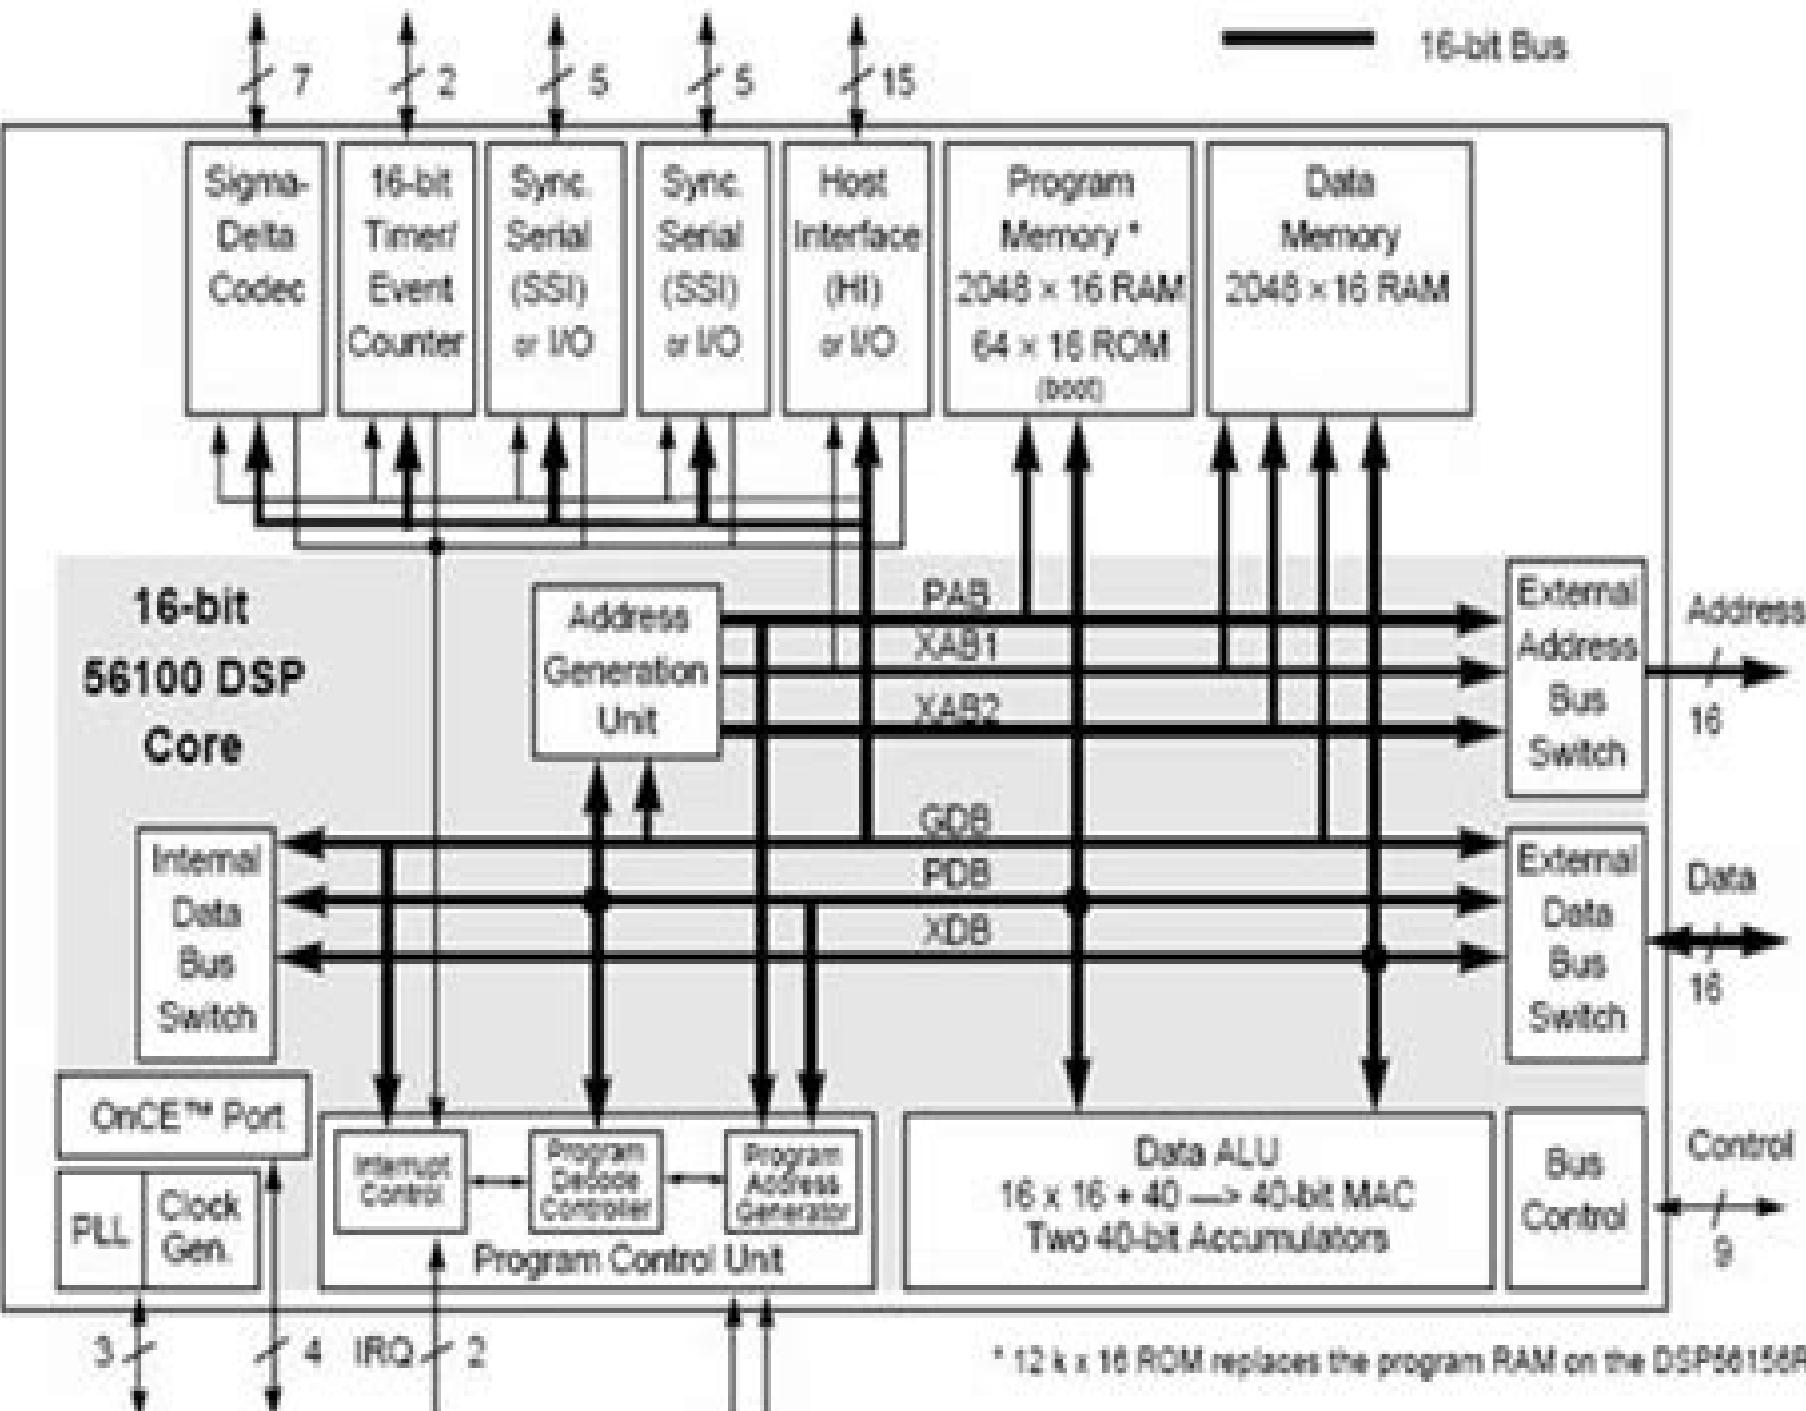 16-bit Bus
7
2
5
5
15
Sigma-
Delta
Codec
16-bit
Timer/
Event
Counter
Sync.
Serial
(SSI)
or I/O
Sync.
Serial
(SSI)
or I/O
Host
Interface
(HI)
or I/O
Program
Memory *
2048 × 16 RAM
64 × 16 ROM
(boot)
Data
Memory
2048 × 16 RAM
16-bit
56100 DSP
Core
Address
Generation
Unit
PAB
XAB1
XAB2
GDB
PDB
XDB
External
Address
Bus
Switch
Address
16
Internal
Data
Bus
Switch
External
Data
Bus
Switch
Data
16
OnCE™ Port
PLL
Clock
Gen.
Interrupt
Control
Program
Decode
Controller
Program
Address
Generator
Program Control Unit
Data ALU
16 x 16 + 40 —> 40-bit MAC
Two 40-bit Accumulators
Bus
Control
Control
9
3
4
IRQ
2
* 12 k x 16 ROM replaces the program RAM on the DSP56156R